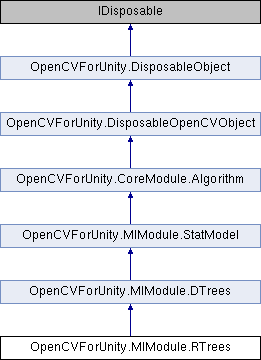 IDisposable
OpenCVForUnity.DisposableObject
OpenCVForUnity.DisposableOpenCVObject
OpenCVForUnity.CoreModule.Algorithm
OpenCVForUnity.MlModule.StatModel
OpenCVForUnity.MlModule.DTrees
OpenCVForUnity.MlModule.RTrees